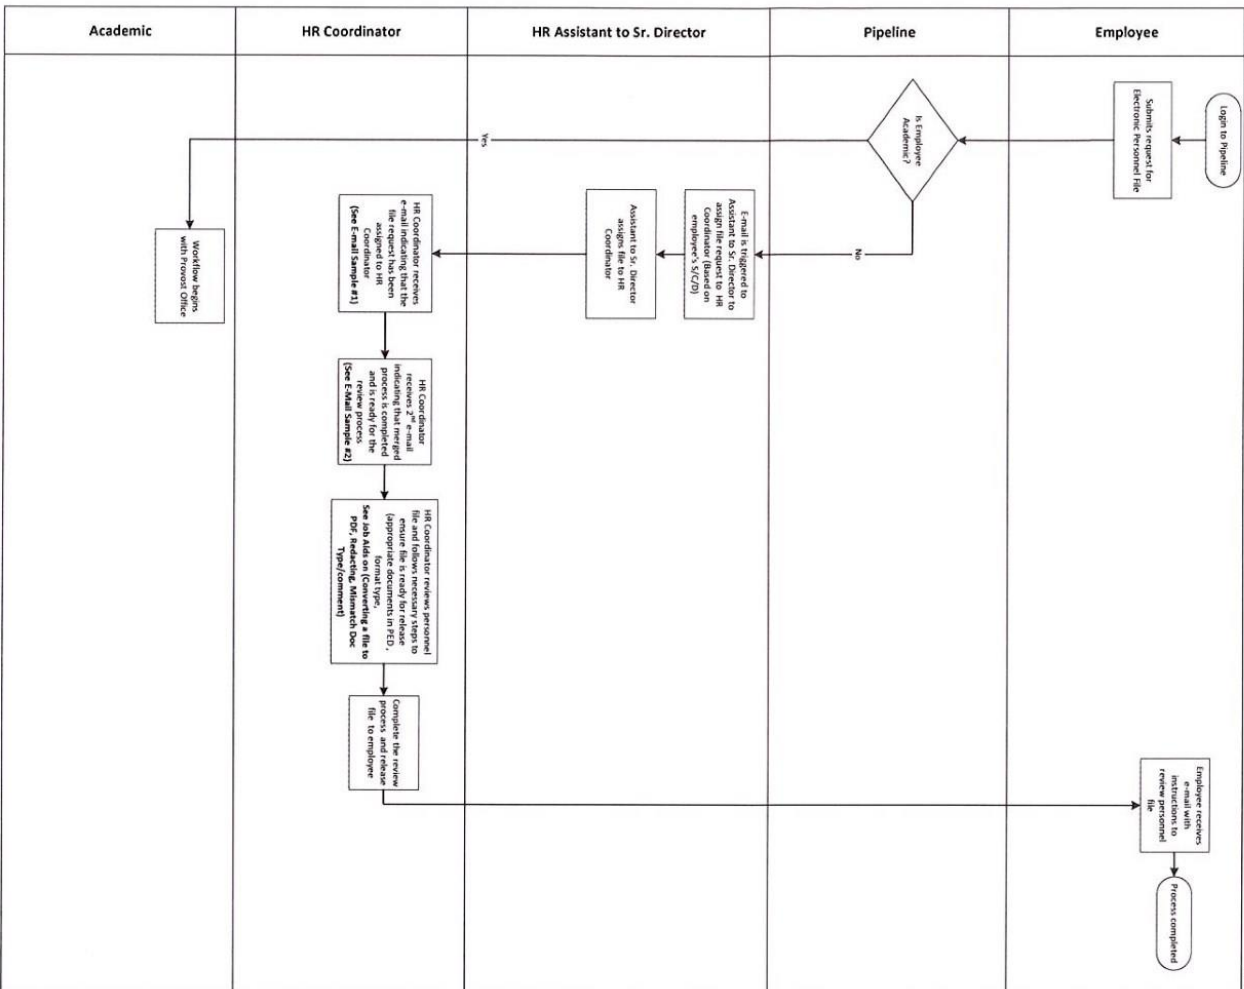 Academic
HR Coordinator
HR Assistant to Sr. Director
Pipeline
Employee
Login to Pipeline
Submits request for
Electronic Personnel File
Is Employee
Academic?
Yes
No
Workflow begins
with Provost Office
E-mail is triggered to
Assistant to Sr. Director to
assign file request to HR
Coordinator (Based on
employee's S/C/D)
Assistant to Sr. Director
assigns file to HR
Coordinator
HR Coordinator receives
e-mail indicating that the
file request has been
assigned to HR
Coordinator
(See E-mail Sample #1)
HR Coordinator
receives 2nd e-mail
indicating that merged
process is completed
and is ready for the
review process
(See E-Mail Sample #2)
HR Coordinator reviews personnel
file and follows necessary steps to
ensure file is ready for release
(appropriate documents in PED ,
format type,
See Job Aids on (Converting a file to
PDF, Redacting, Mismatch Doc
Type/comment)
Complete the review
process and release
file to employee
Employee receives
e-mail with
instructions to
review personnel
file
Process completed